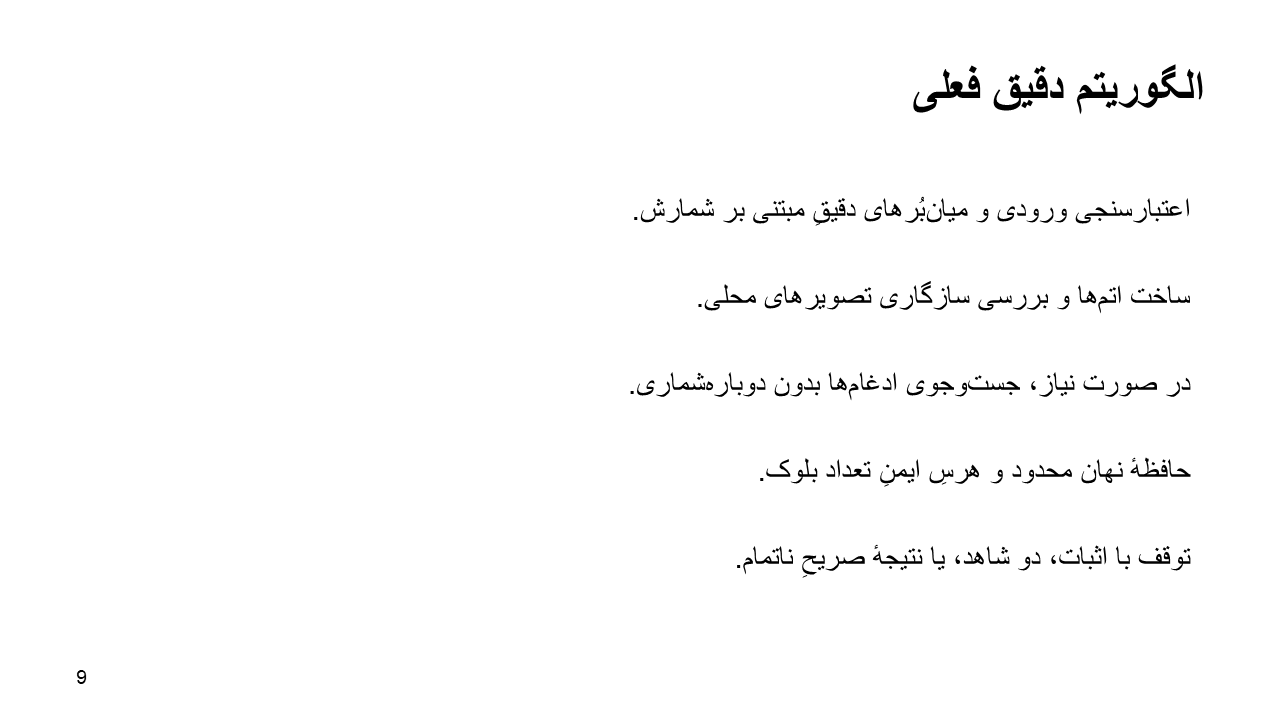 الگوریتم دقیق فعلی
اعتبارسنجی ورودی و میان‌بُرهای دقیقِ مبتنی بر شمارش.
ساخت اتم‌ها و بررسی سازگاری تصویرهای محلی.
در صورت نیاز، جست‌وجوی ادغام‌ها بدون دوباره‌شماری.
حافظهٔ نهان محدود و هرسِ ایمنِ تعداد بلوک.
توقف با اثبات، دو شاهد، یا نتیجهٔ صریحِ ناتمام.
9